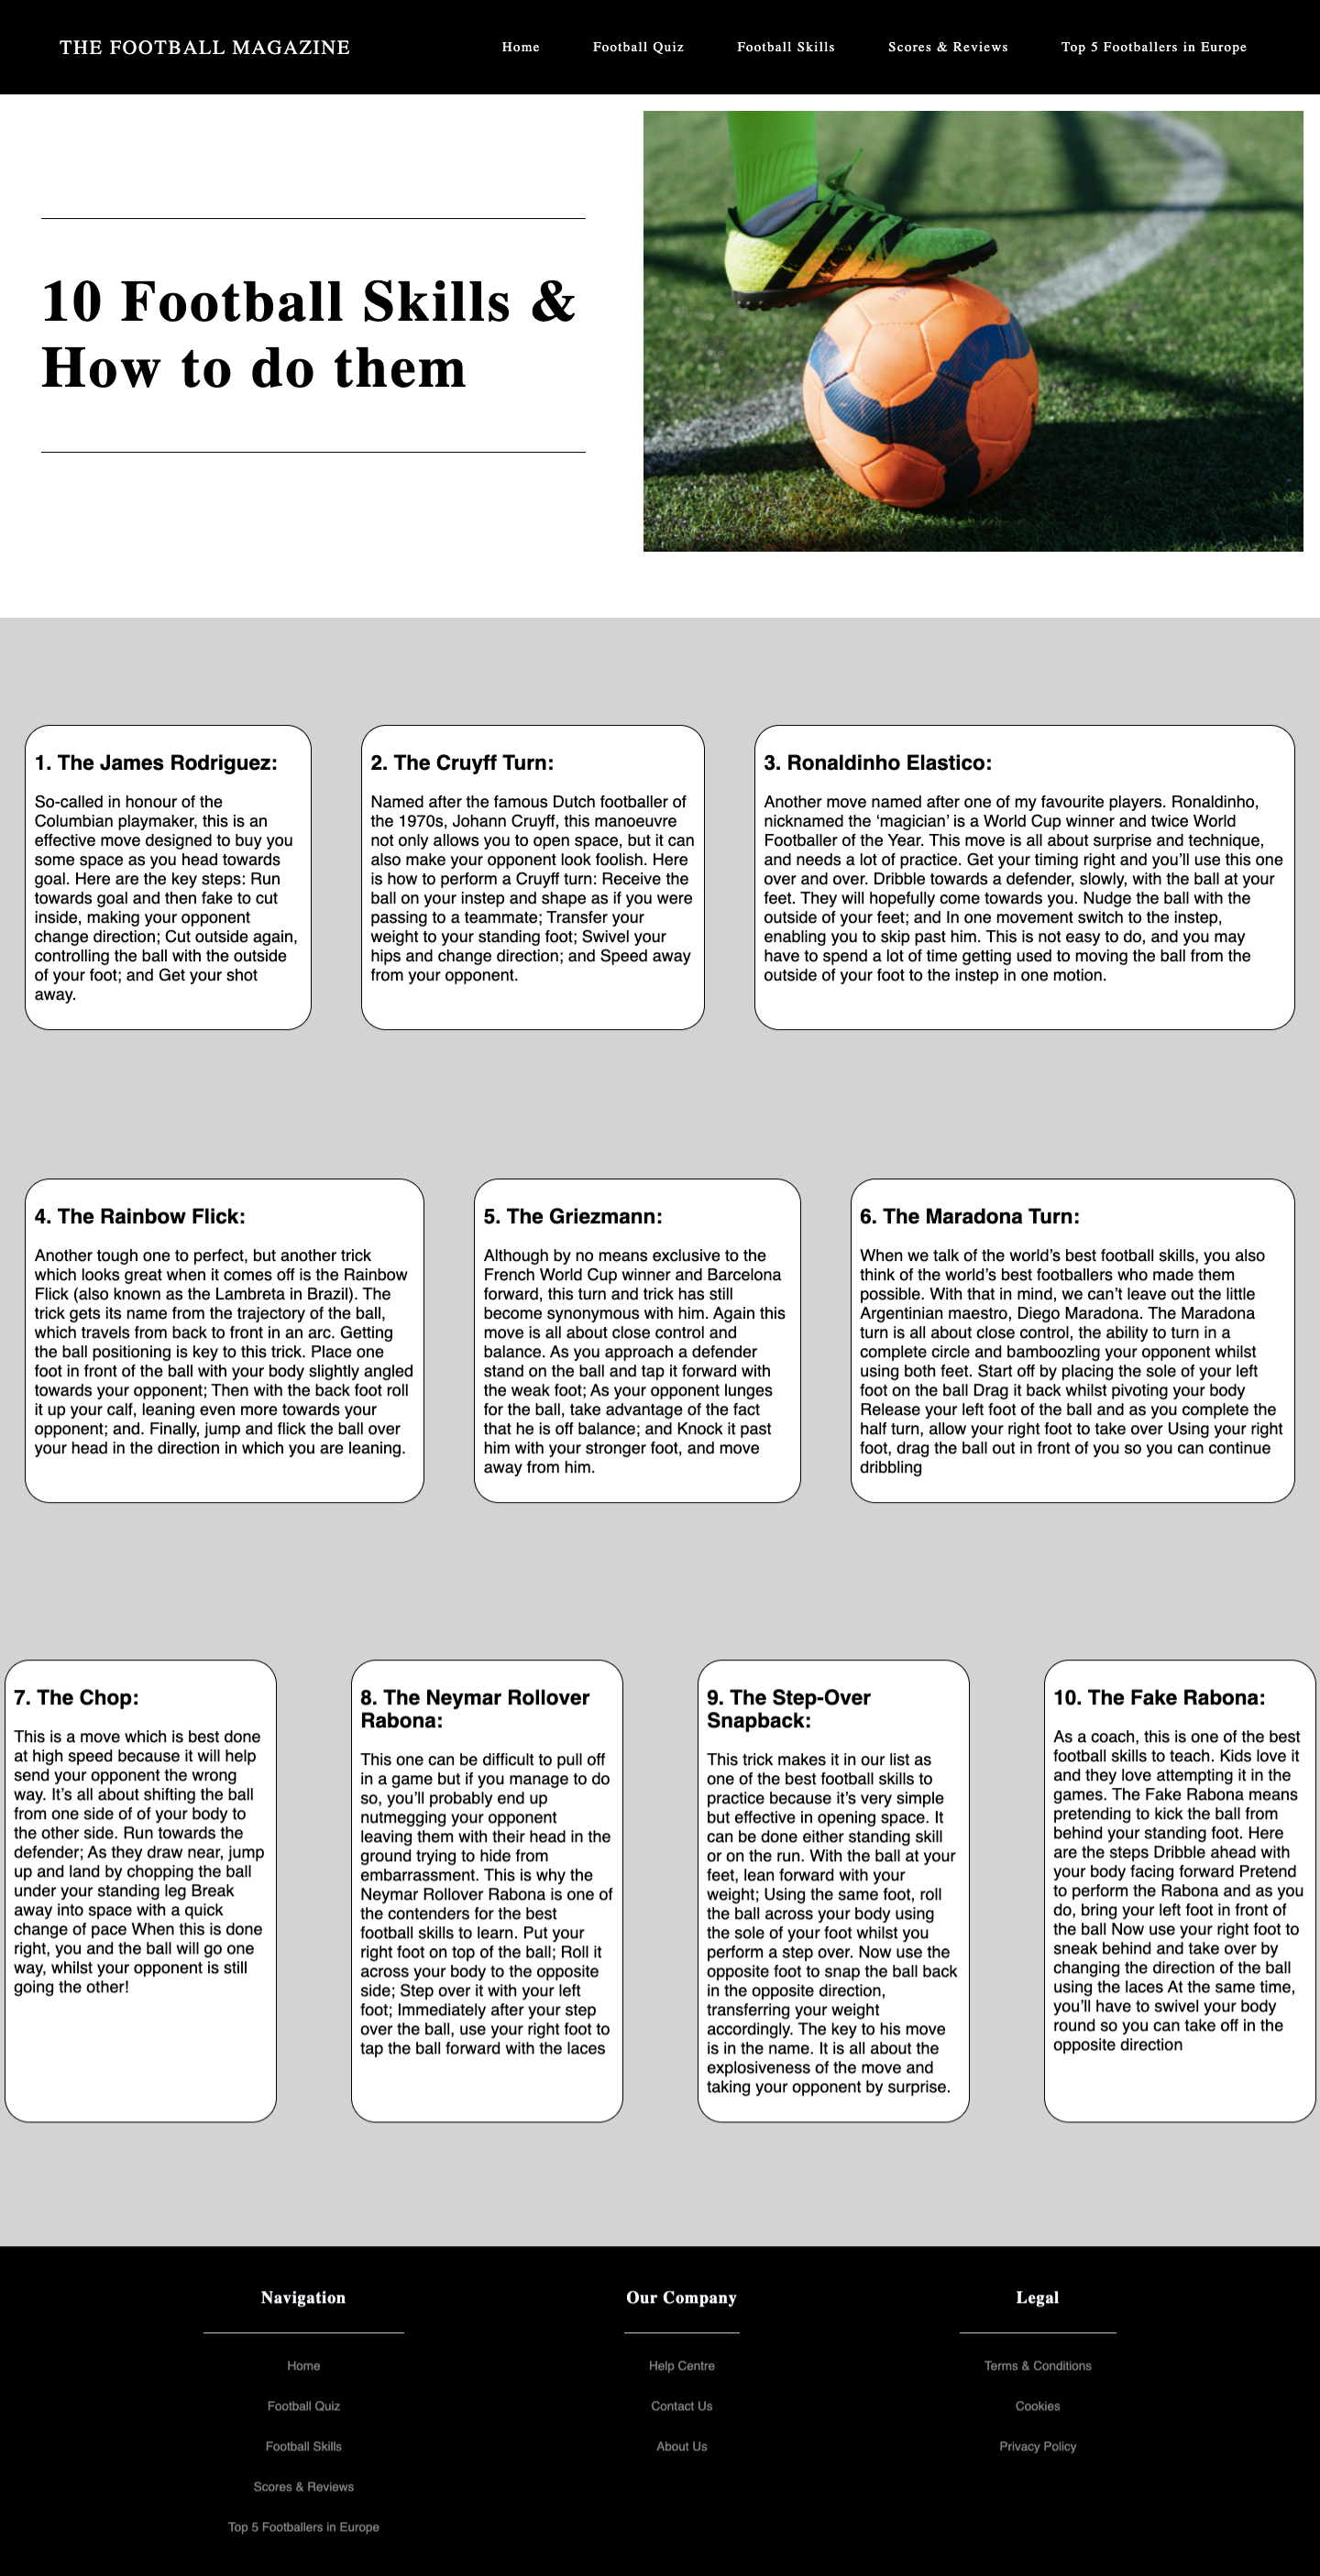 THE FOOTBALL MAGAZINE
Home
Football Quiz
Football Skills
Scores & Reviews
Top 5 Footballers in Europe
10 Football Skills &
How to do them
1. The James Rodriguez:
So-called in honour of the
Columbian playmaker, this is an
effective move designed to buy you
some space as you head towards
goal. Here are the key steps: Run
towards goal and then fake to cut
inside, making your opponent
change direction; Cut outside again,
controlling the ball with the outside
of your foot; and Get your shot
away.
2. The Cruyff Turn:
Named after the famous Dutch footballer of
the 1970s, Johann Cruyff, this manoeuvre
not only allows you to open space, but it can
also make your opponent look foolish. Here
is how to perform a Cruyff turn: Receive the
ball on your instep and shape as if you were
passing to a teammate; Transfer your
weight to your standing foot; Swivel your
hips and change direction; and Speed away
from your opponent.
3. Ronaldinho Elastico:
Another move named after one of my favourite players. Ronaldinho,
nicknamed the ‘magician’ is a World Cup winner and twice World
Footballer of the Year. This move is all about surprise and technique,
and needs a lot of practice. Get your timing right and you’ll use this one
over and over. Dribble towards a defender, slowly, with the ball at your
feet. They will hopefully come towards you. Nudge the ball with the
outside of your feet; and In one movement switch to the instep,
enabling you to skip past him. This is not easy to do, and you may
have to spend a lot of time getting used to moving the ball from the
outside of your foot to the instep in one motion.
4. The Rainbow Flick:
Another tough one to perfect, but another trick
which looks great when it comes off is the Rainbow
Flick (also known as the Lambreta in Brazil). The
trick gets its name from the trajectory of the ball,
which travels from back to front in an arc. Getting
the ball positioning is key to this trick. Place one
foot in front of the ball with your body slightly angled
towards your opponent; Then with the back foot roll
it up your calf, leaning even more towards your
opponent; and. Finally, jump and flick the ball over
your head in the direction in which you are leaning.
5. The Griezmann:
Although by no means exclusive to the
French World Cup winner and Barcelona
forward, this turn and trick has still
become synonymous with him. Again this
move is all about close control and
balance. As you approach a defender
stand on the ball and tap it forward with
the weak foot; As your opponent lunges
for the ball, take advantage of the fact
that he is off balance; and Knock it past
him with your stronger foot, and move
away from him.
6. The Maradona Turn:
When we talk of the world’s best football skills, you also
think of the world’s best footballers who made them
possible. With that in mind, we can’t leave out the little
Argentinian maestro, Diego Maradona. The Maradona
turn is all about close control, the ability to turn in a
complete circle and bamboozling your opponent whilst
using both feet. Start off by placing the sole of your left
foot on the ball Drag it back whilst pivoting your body
Release your left foot of the ball and as you complete the
half turn, allow your right foot to take over Using your right
foot, drag the ball out in front of you so you can continue
dribbling
7. The Chop:
This is a move which is best done
at high speed because it will help
send your opponent the wrong
way. It’s all about shifting the ball
from one side of of your body to
the other side. Run towards the
defender; As they draw near, jump
up and land by chopping the ball
under your standing leg Break
away into space with a quick
change of pace When this is done
right, you and the ball will go one
way, whilst your opponent is still
going the other!
8. The Neymar Rollover
Rabona:
This one can be difficult to pull off
in a game but if you manage to do
so, you’ll probably end up
nutmegging your opponent
leaving them with their head in the
ground trying to hide from
embarrassment. This is why the
Neymar Rollover Rabona is one of
the contenders for the best
football skills to learn. Put your
right foot on top of the ball; Roll it
across your body to the opposite
side; Step over it with your left
foot; Immediately after your step
over the ball, use your right foot to
tap the ball forward with the laces
9. The Step-Over
Snapback:
This trick makes it in our list as
one of the best football skills to
practice because it’s very simple
but effective in opening space. It
can be done either standing skill
or on the run. With the ball at your
feet, lean forward with your
weight; Using the same foot, roll
the ball across your body using
the sole of your foot whilst you
perform a step over. Now use the
opposite foot to snap the ball back
in the opposite direction,
transferring your weight
accordingly. The key to his move
is in the name. It is all about the
explosiveness of the move and
taking your opponent by surprise.
10. The Fake Rabona:
As a coach, this is one of the best
football skills to teach. Kids love it
and they love attempting it in the
games. The Fake Rabona means
pretending to kick the ball from
behind your standing foot. Here
are the steps Dribble ahead with
your body facing forward Pretend
to perform the Rabona and as you
do, bring your left foot in front of
the ball Now use your right foot to
sneak behind and take over by
changing the direction of the ball
using the laces At the same time,
you’ll have to swivel your body
round so you can take off in the
opposite direction
Navigation
Home
Football Quiz
Football Skills
Scores & Reviews
Top 5 Footballers in Europe
Our Company
Help Centre
Contact Us
About Us
Legal
Terms & Conditions
Cookies
Privacy Policy